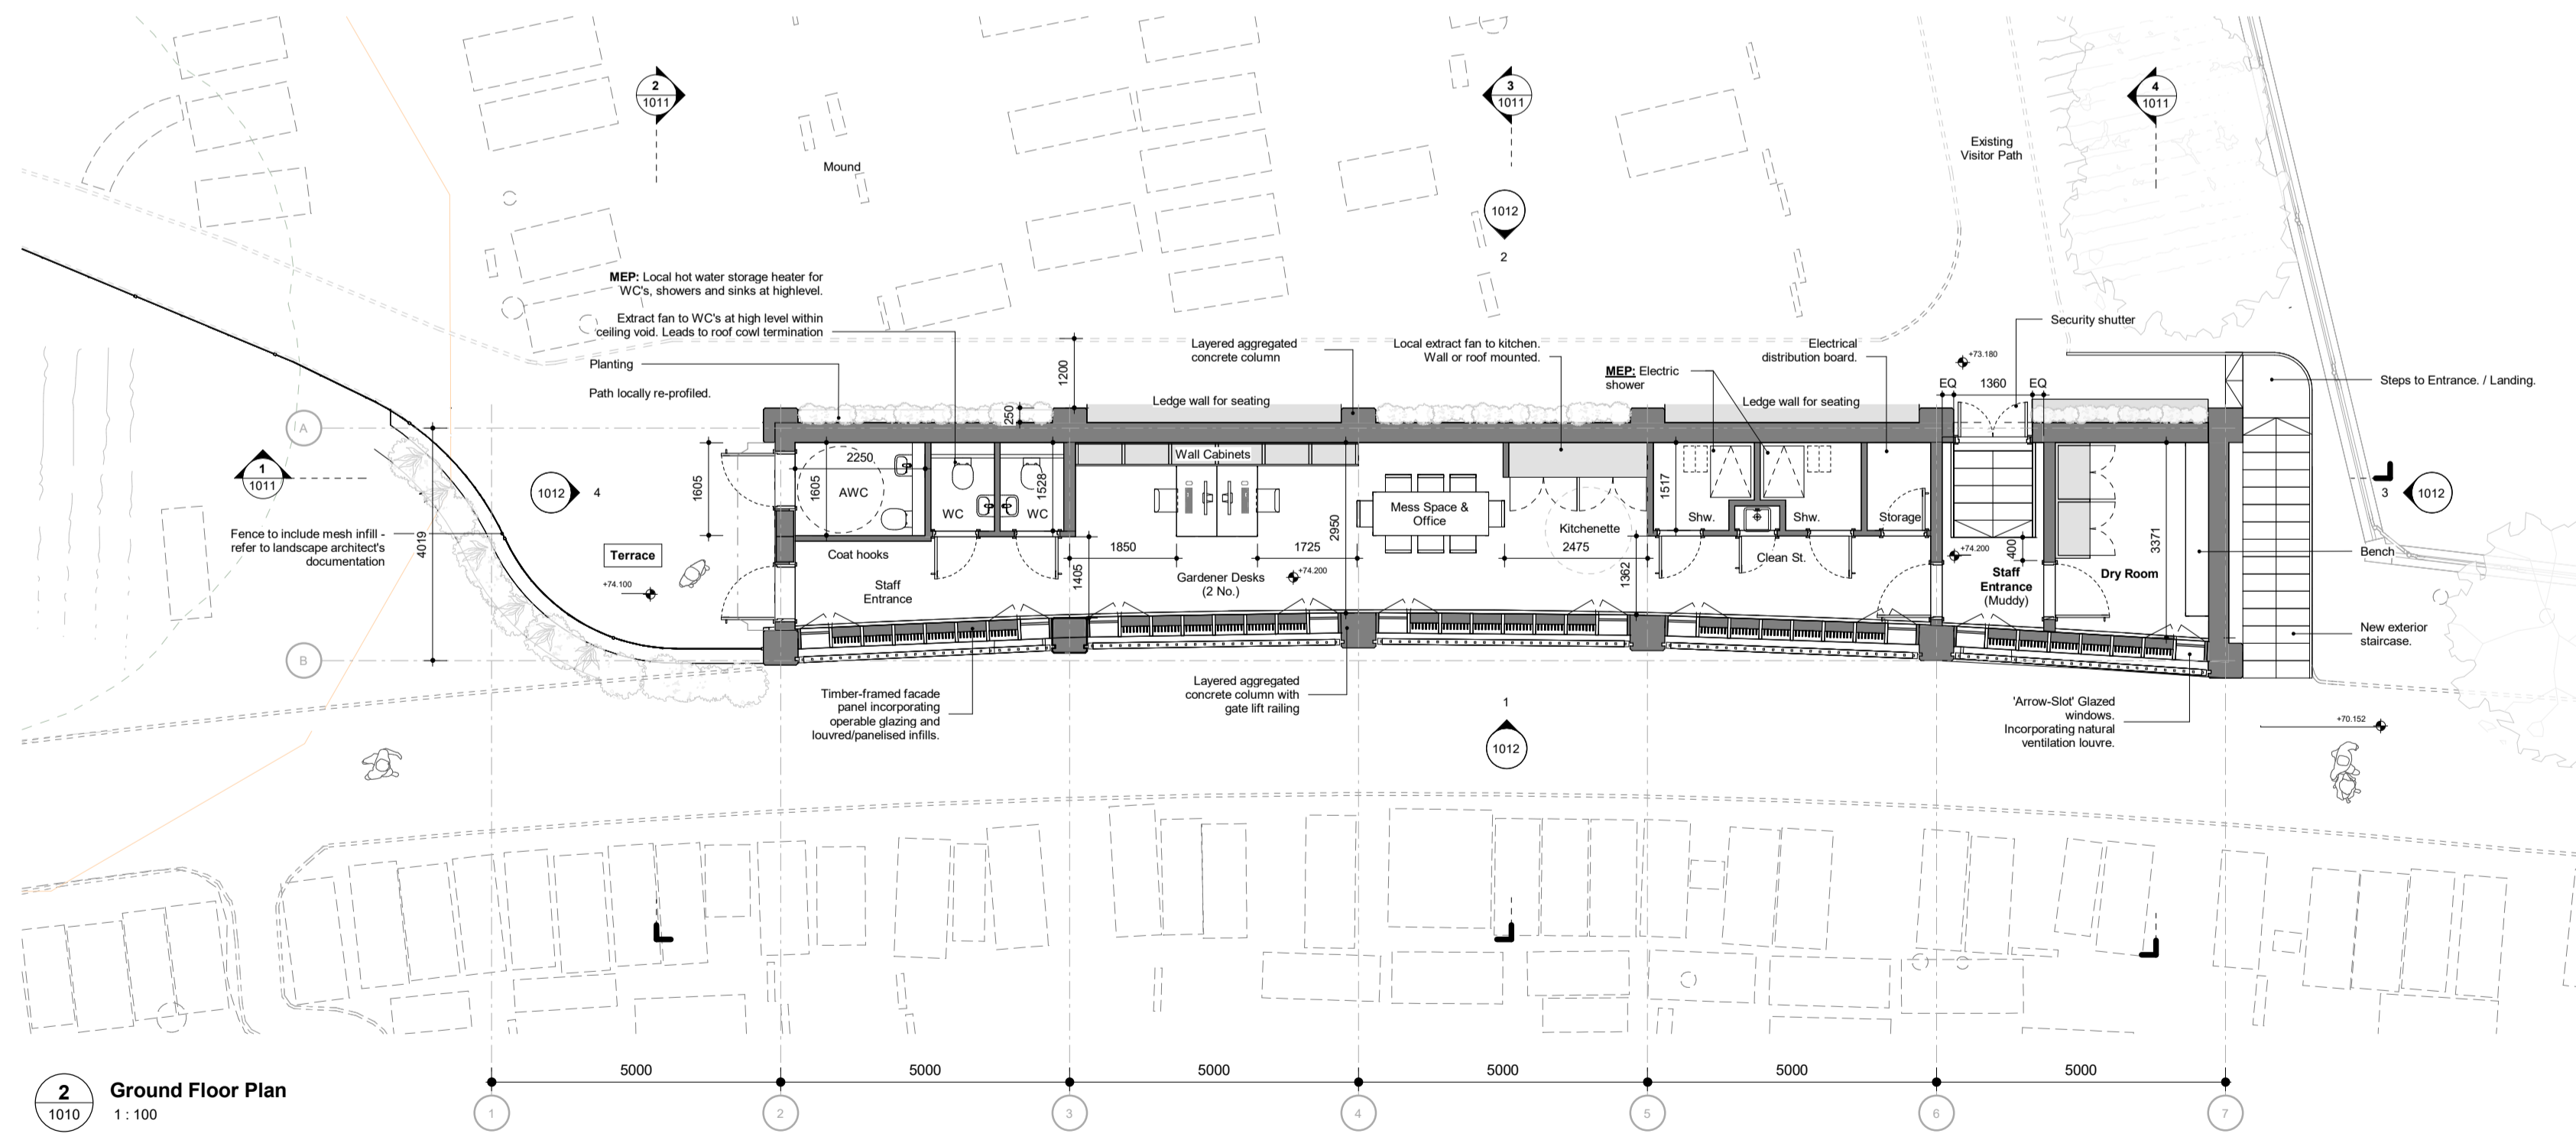 2
1011
3
1011
4
1011
Mound
Existing
Visitor Path
1012
2
MEP: Local hot water storage heater for
WC's, showers and sinks at highlevel.
Extract fan to WC's at high level within
ceiling void. Leads to roof cowl termination
Planting
Path locally re-profiled.
1200
250
Layered aggregated
concrete column
Local extract fan to kitchen.
Wall or roof mounted.
MEP: Electric
shower
Electrical
distribution board.
Security shutter
+73.180
EQ
1360
EQ
Steps to Entrance. / Landing.
Ledge wall for seating
Ledge wall for seating
A
1
1011
1012
4
Fence to include mesh infill -
refer to landscape architect's
documentation
4019
Terrace
+74.100
1605
2250
1605
AWC
WC
WC
1528
Coat hooks
Staff
Entrance
1405
Wall Cabinets
1850
1725
Gardener Desks
(2 No.)
+74.200
2950
Mess Space &
Office
Kitchenette
2475
1362
1517
Shw.
Shw.
Clean St.
Storage
+74.200
400
Staff
Entrance
(Muddy)
Dry Room
3371
Bench
3
1012
New exterior
staircase.
B
Timber-framed facade
panel incorporating
operable glazing and
louvred/panelised infills.
Layered aggregated
concrete column with
gate lift railing
1
1012
'Arrow-Slot' Glazed
windows.
Incorporating natural
ventilation louvre.
+70.152
5000
5000
5000
5000
5000
5000
2
1010
Ground Floor Plan
1 : 100
1
2
3
4
5
6
7